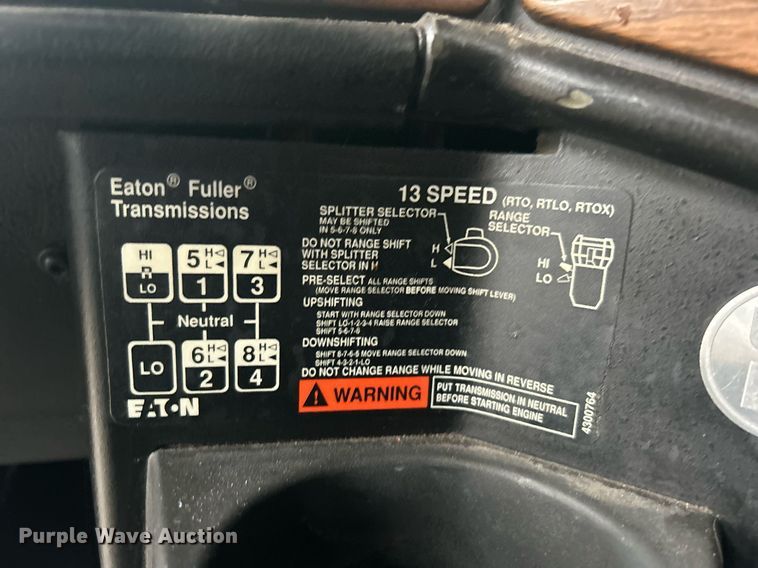 Eaton® Fuller®
Transmissions
13 SPEED (RTO, RTLO, RTOX)
SPLITTER SELECTOR
MAY BE SHIFTED
IN 5-6-7-8 ONLY
RANGE
SELECTOR
DO NOT RANGE SHIFT
WITH SPLITTER
SELECTOR IN H
H
L
HI
LO
PRE-SELECT ALL RANGE SHIFTS
(MOVE RANGE SELECTOR BEFORE MOVING SHIFT LEVER)
UPSHIFTING
START WITH RANGE SELECTOR DOWN
SHIFT LO-1-2-3-4 RAISE RANGE SELECTOR
SHIFT 5-6-7-8
DOWNSHIFTING
SHIFT 8-7-6-5 MOVE RANGE SELECTOR DOWN
SHIFT 4-3-2-1-LO
DO NOT CHANGE RANGE WHILE MOVING IN REVERSE
WARNING
PUT TRANSMISSION IN NEUTRAL
BEFORE STARTING ENGINE
4300764
HI
R
LO
5 H
L
1
7 H
L
3
Neutral
LO
6 H
L
2
8 H
L
4
EATON
Purple Wave Auction